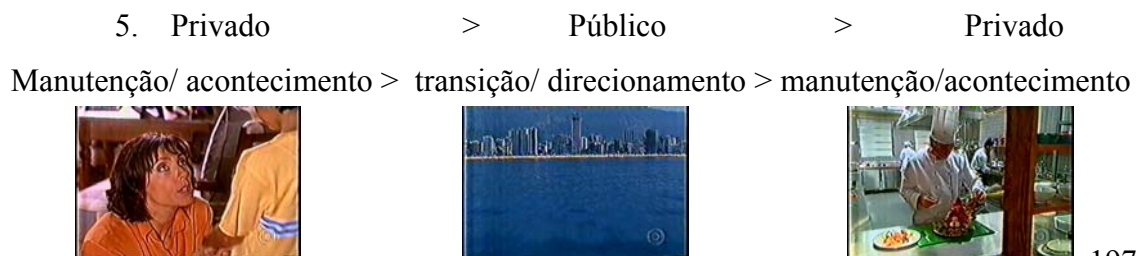 5. Privado > Público > Privado
Manutenção/ acontecimento > transição/ direcionamento > manutenção/acontecimento